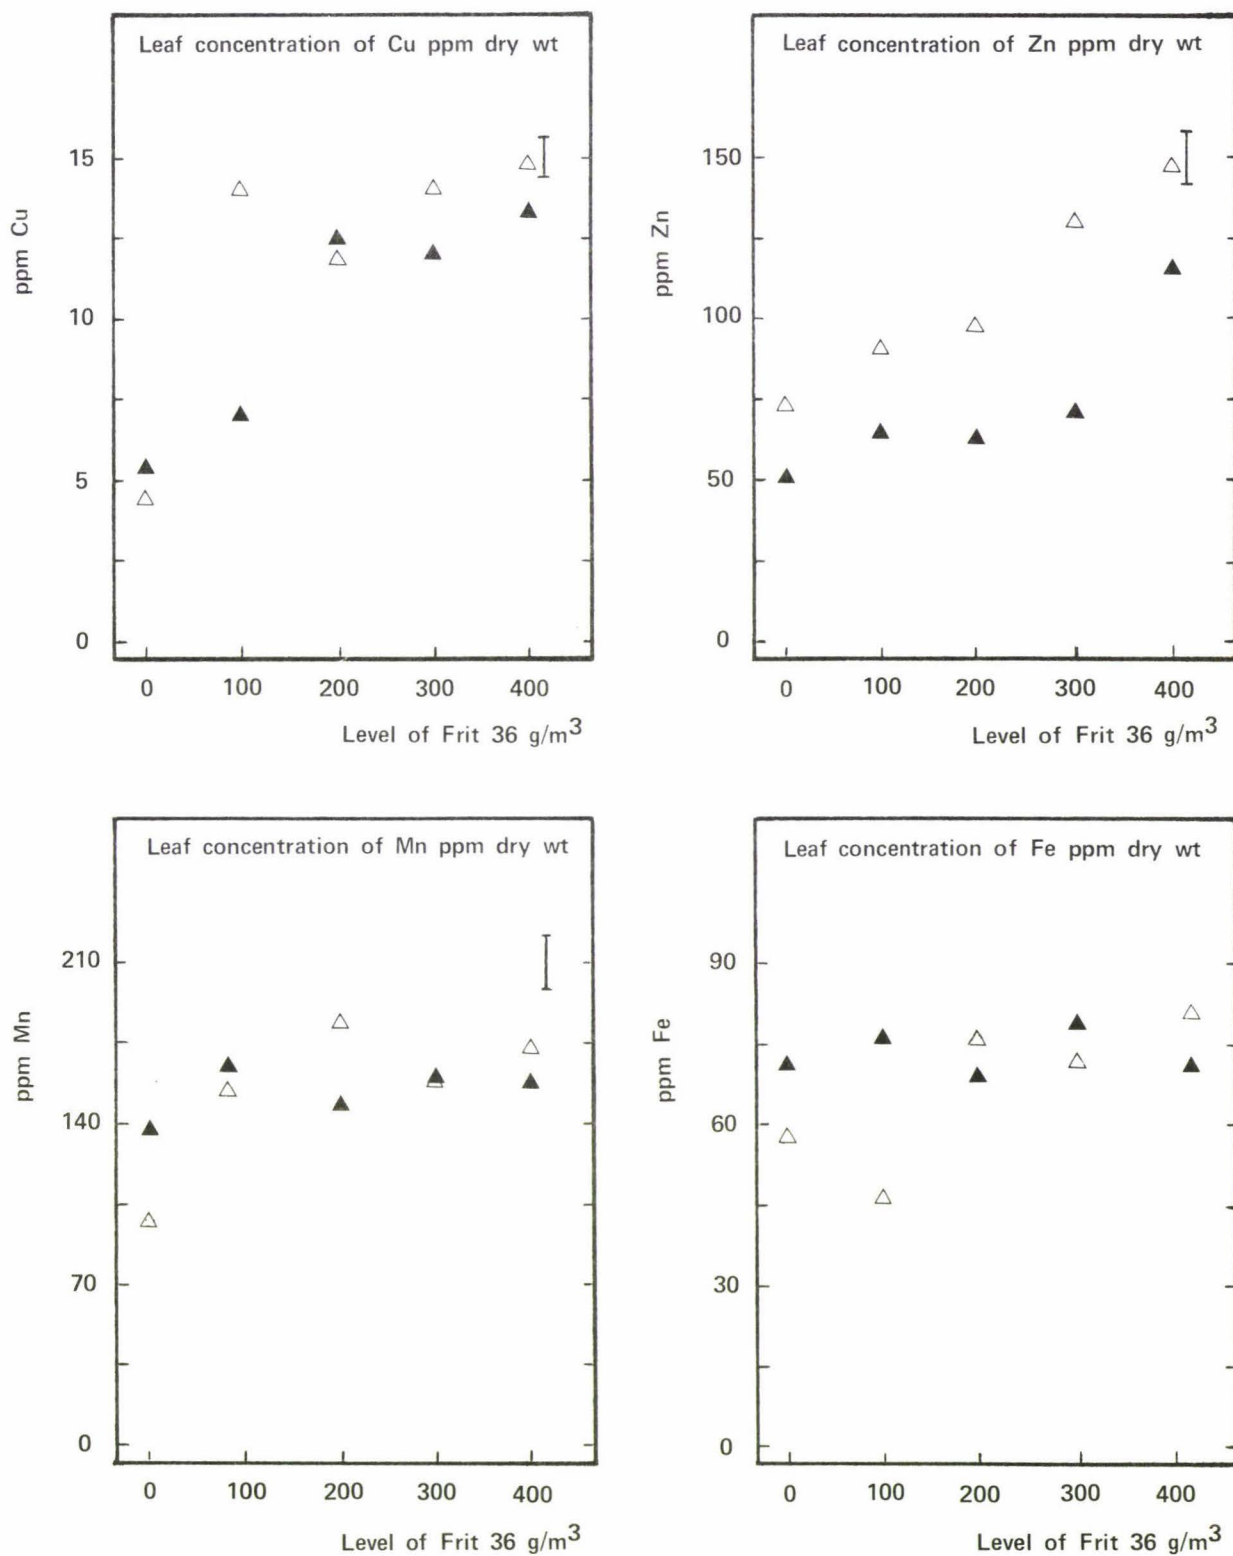 Leaf concentration of Cu ppm dry wt
ppm Cu
15
10
5
0
0 100 200 300 400
Level of Frit 36 g/m³
Leaf concentration of Zn ppm dry wt
ppm Zn
150
100
50
0
0 100 200 300 400
Level of Frit 36 g/m³
Leaf concentration of Mn ppm dry wt
ppm Mn
210
140
70
0
0 100 200 300 400
Level of Frit 36 g/m³
Leaf concentration of Fe ppm dry wt
ppm Fe
90
60
30
0
0 100 200 300 400
Level of Frit 36 g/m³